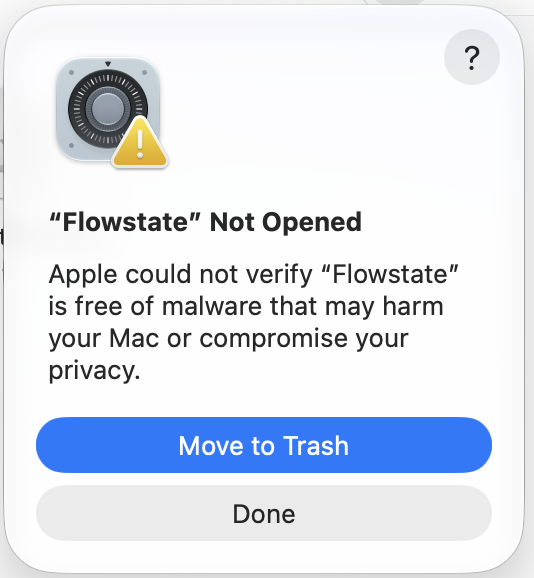 ?
“Flowstate” Not Opened
Apple could not verify “Flowstate”
is free of malware that may harm
your Mac or compromise your
privacy.
Move to Trash
Done